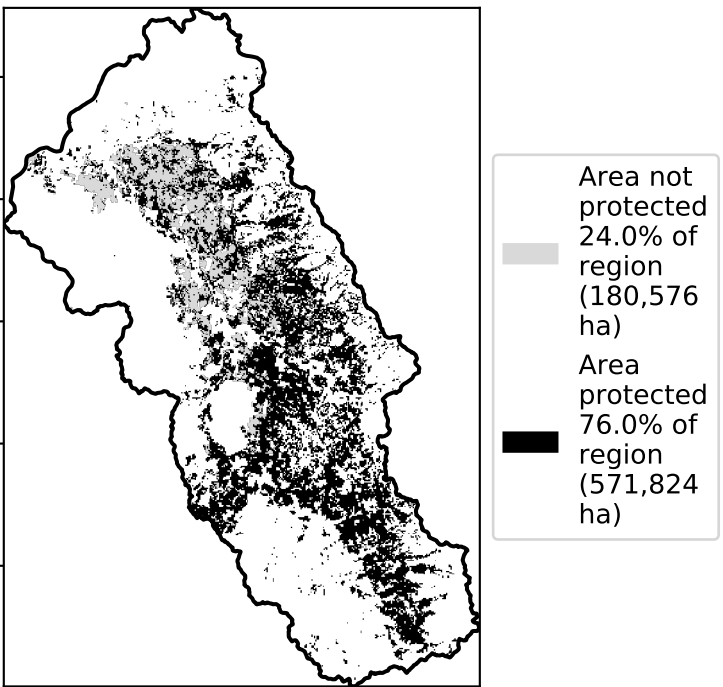 Area not
protected
24.0% of
region
(180,576
ha)
Area
protected
76.0% of
region
(571,824
ha)